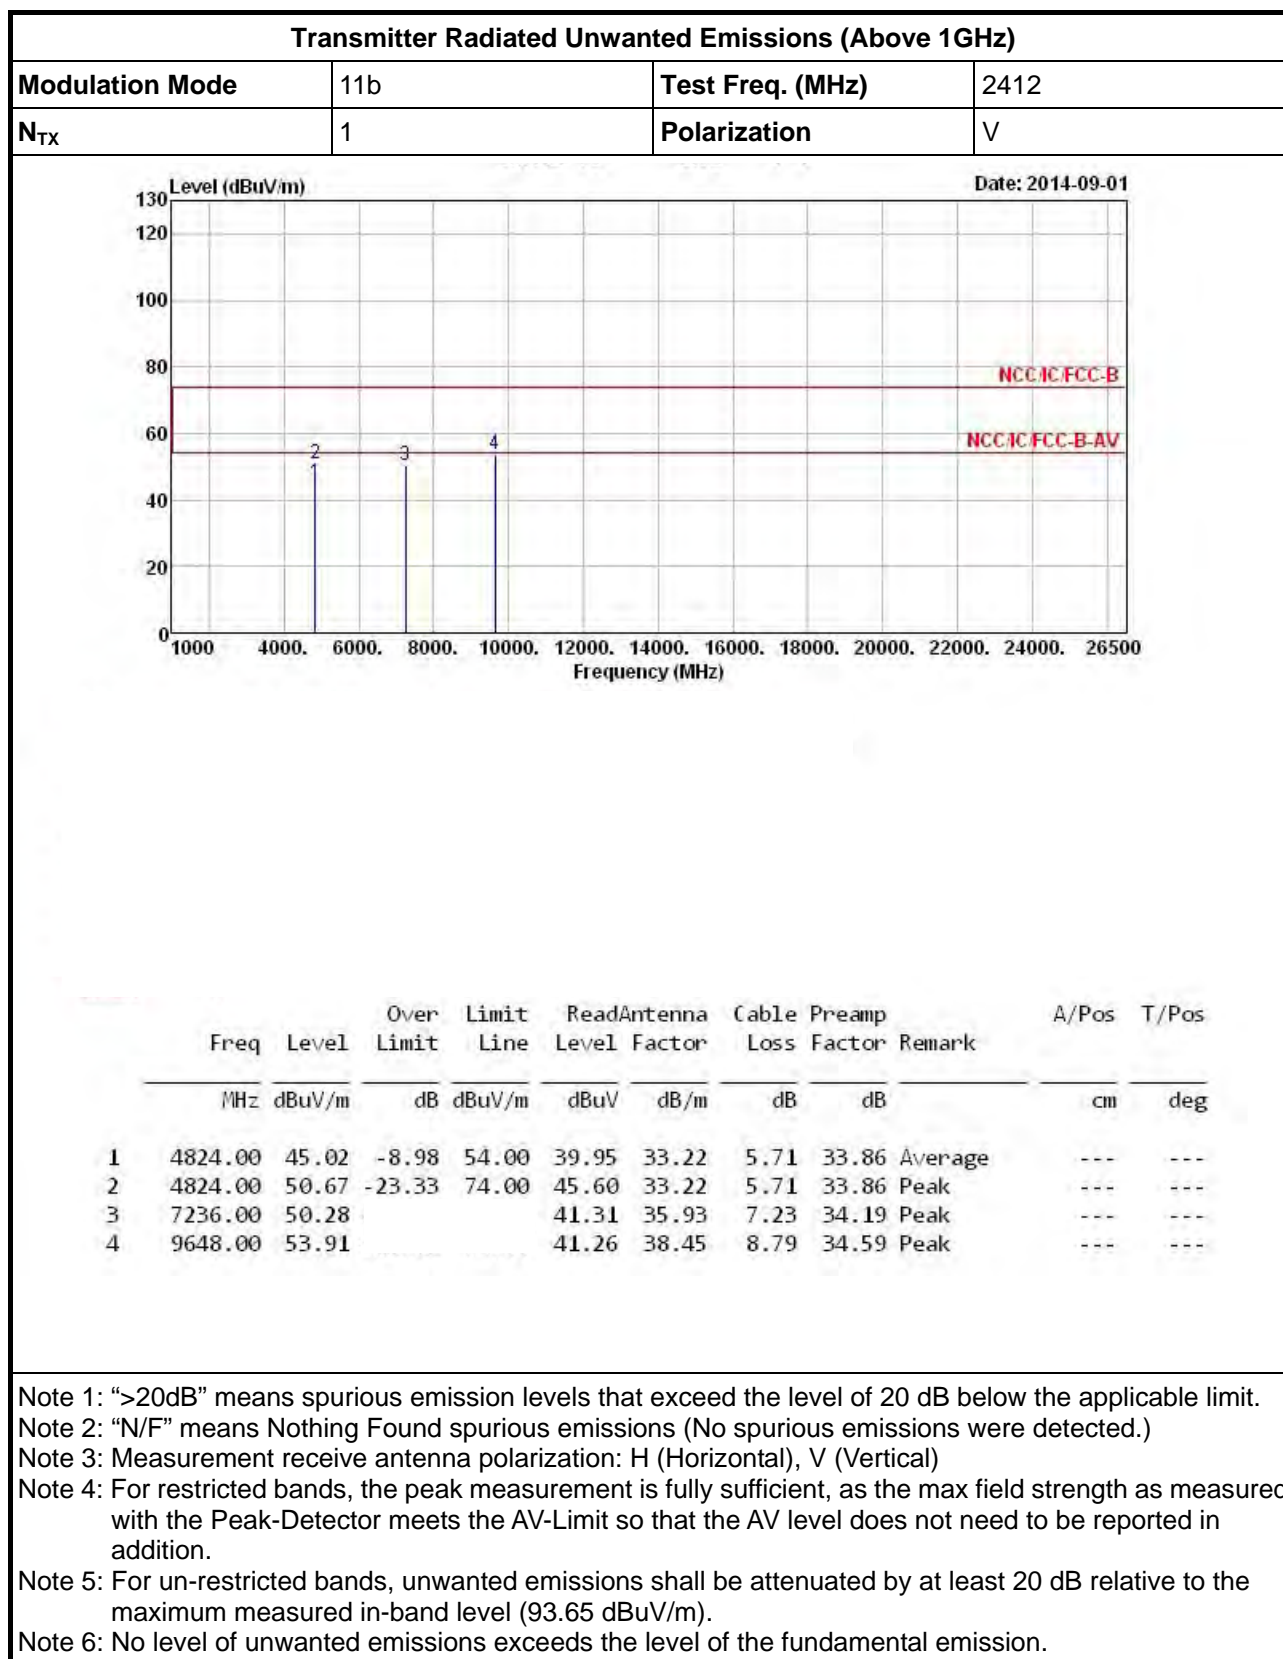 Transmitter Radiated Unwanted Emissions (Above 1GHz)
Modulation Mode 11b Test Freq. (MHz) 2412
NTX 1 Polarization V
Level (dBuV/m) Date: 2014-09-01
130
120
100
80
NCC/IC/FCC-B
60
NCC/IC/FCC-B-AV
2 3 4
1
40
20
0
1000 4000. 6000. 8000. 10000. 12000. 14000. 16000. 18000. 20000. 22000. 24000. 26500
Frequency (MHz)
Over Limit ReadAntenna Cable Preamp A/Pos T/Pos
Freq Level Limit Line Level Factor Loss Factor Remark
MHz dBuV/m dB dBuV/m dBuV dB/m dB dB cm deg
1 4824.00 45.02 -8.98 54.00 39.95 33.22 5.71 33.86 Average --- ---
2 4824.00 50.67 -23.33 74.00 45.60 33.22 5.71 33.86 Peak --- ---
3 7236.00 50.28 41.31 35.93 7.23 34.19 Peak --- ---
4 9648.00 53.91 41.26 38.45 8.79 34.59 Peak --- ---
Note 1: “>20dB” means spurious emission levels that exceed the level of 20 dB below the applicable limit.
Note 2: “N/F” means Nothing Found spurious emissions (No spurious emissions were detected.)
Note 3: Measurement receive antenna polarization: H (Horizontal), V (Vertical)
Note 4: For restricted bands, the peak measurement is fully sufficient, as the max field strength as measured
with the Peak-Detector meets the AV-Limit so that the AV level does not need to be reported in
addition.
Note 5: For un-restricted bands, unwanted emissions shall be attenuated by at least 20 dB relative to the
maximum measured in-band level (93.65 dBuV/m).
Note 6: No level of unwanted emissions exceeds the level of the fundamental emission.